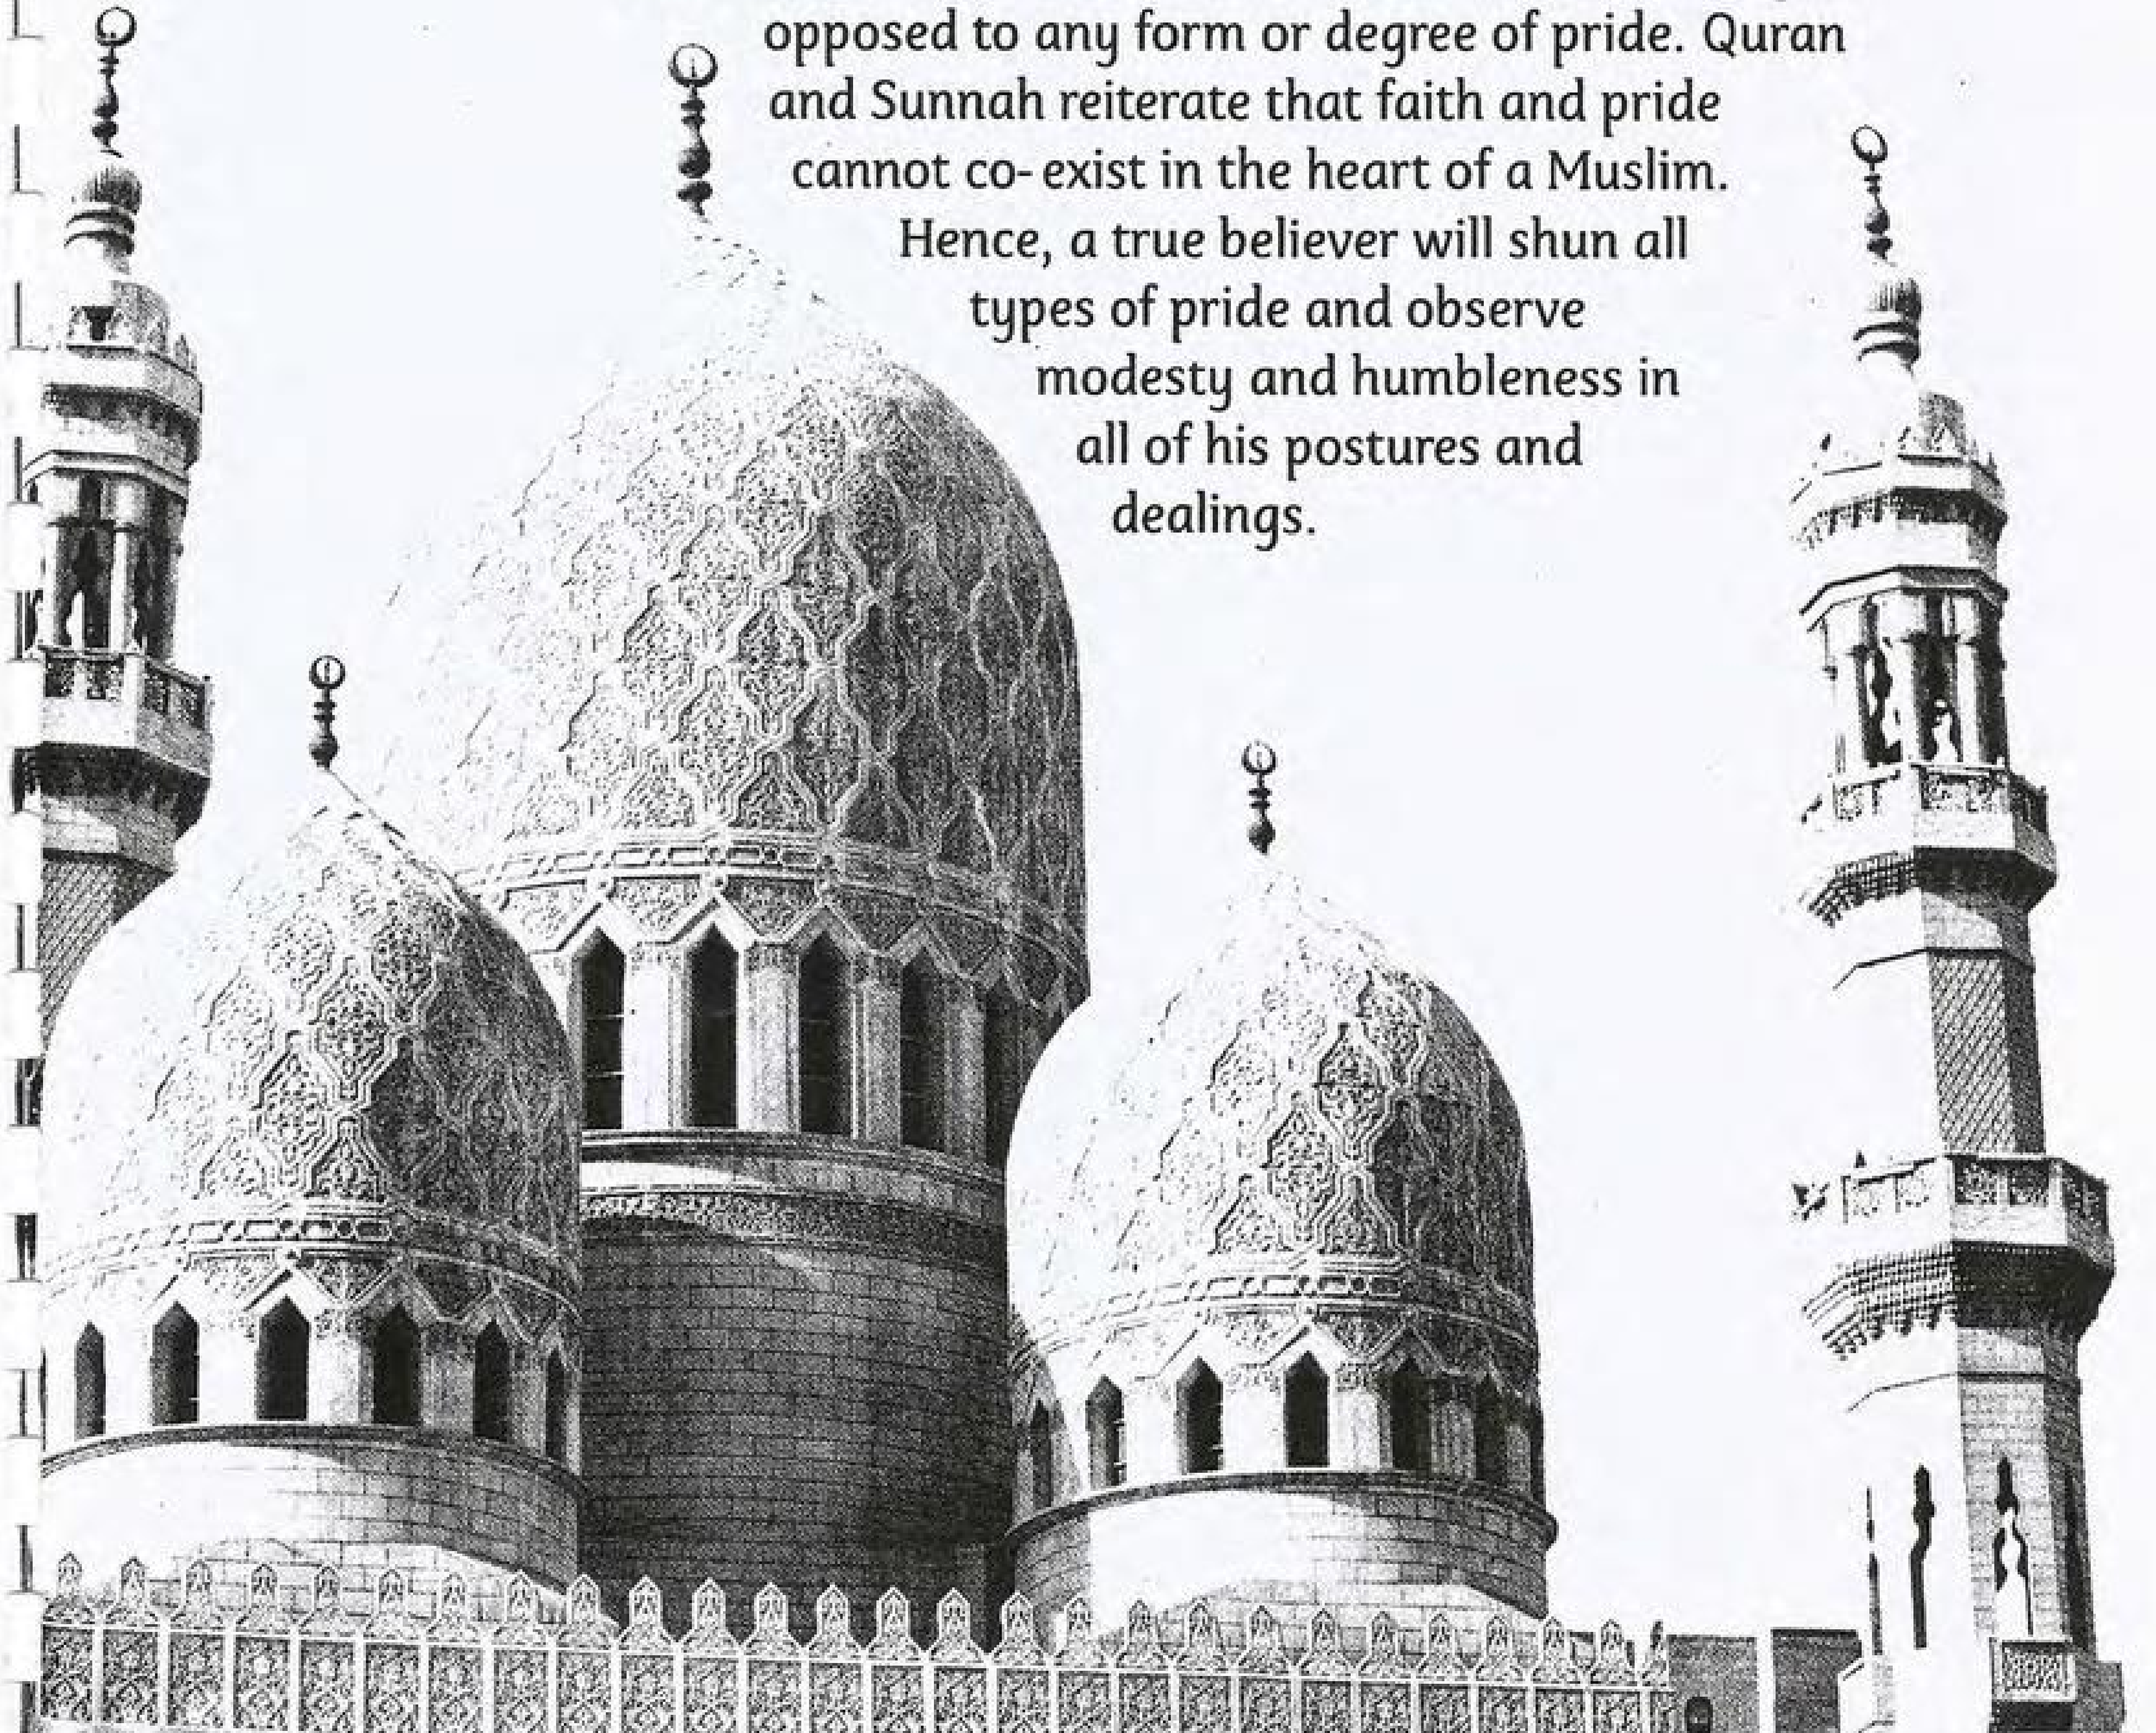 opposed to any form or degree of pride. Quran
and Sunnah reiterate that faith and pride
cannot co-exist in the heart of a Muslim.
Hence, a true believer will shun all
types of pride and observe
modesty and humbleness in
all of his postures and
dealings.